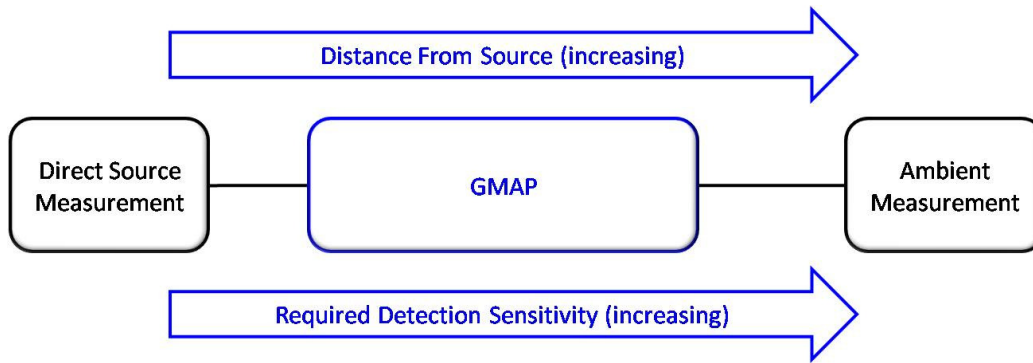 Distance From Source (increasing)
Direct Source
Measurement
GMAP
Ambient
Measurement
Required Detection Sensitivity (increasing)